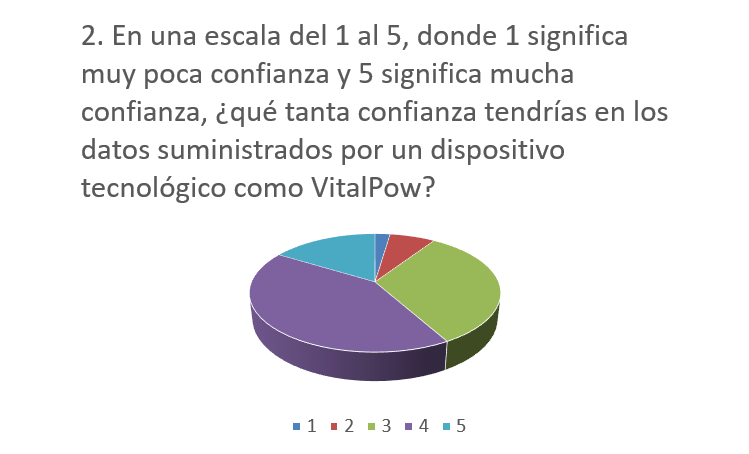 2. En una escala del 1 al 5, donde 1 significa
muy poca confianza y 5 significa mucha
confianza, ¿qué tanta confianza tendrías en los
datos suministrados por un dispositivo
tecnológico como VitalPow?
1 2 3 4 5